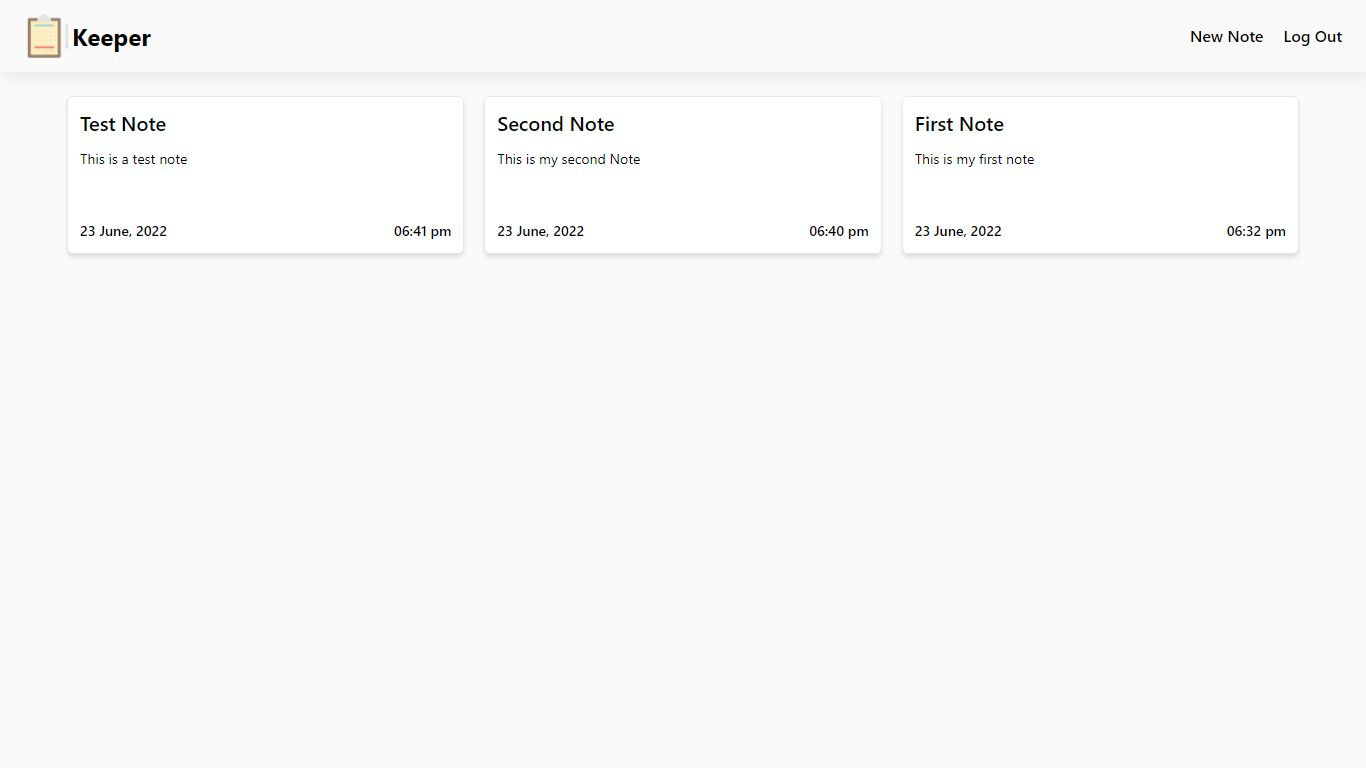 Keeper
New Note
Log Out
Test Note
This is a test note
23 June, 2022
06:41 pm
Second Note
This is my second Note
23 June, 2022
06:40 pm
First Note
This is my first note
23 June, 2022
06:32 pm